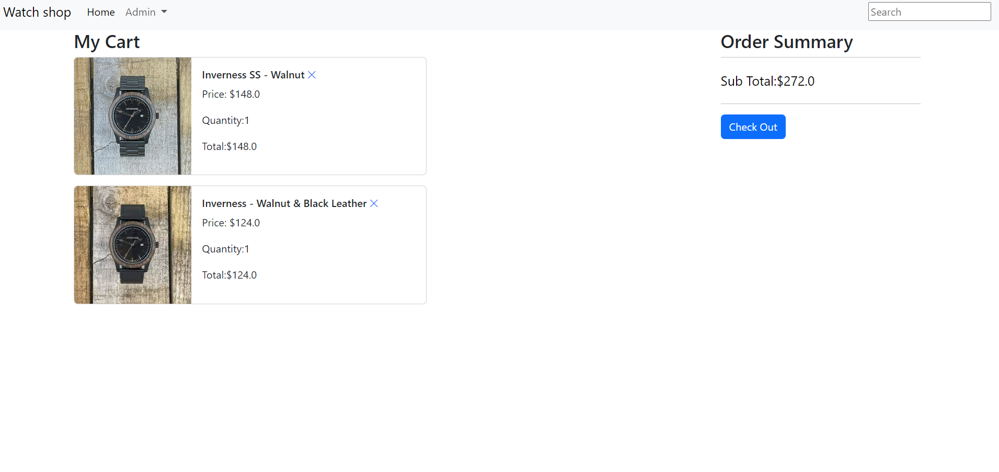 Watch shop Home Admin Search
My Cart
Inverness SS - Walnut
Price: $148.0
Quantity:1
Total:$148.0
Inverness - Walnut & Black Leather
Price: $124.0
Quantity:1
Total:$124.0
Order Summary
Sub Total:$272.0
Check Out